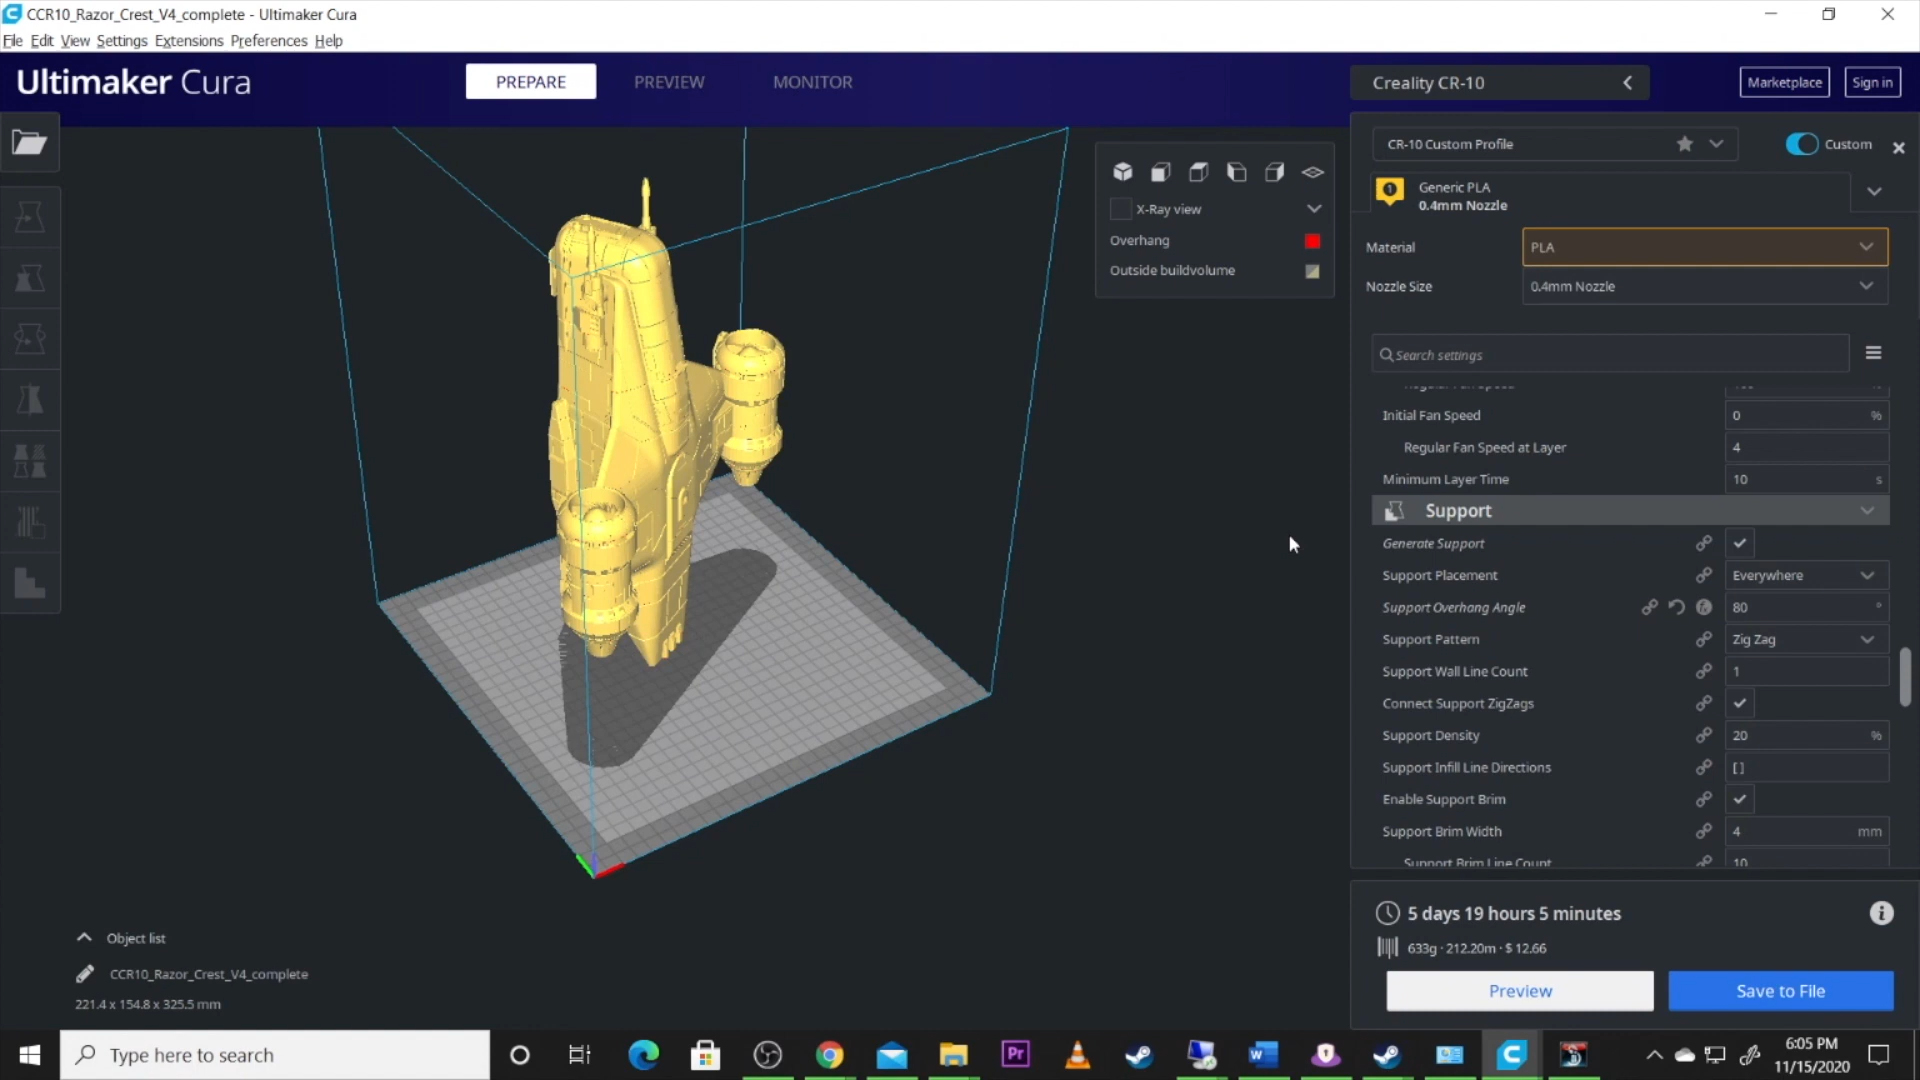 CCR10_Razor_Crest_V4_complete - Ultimaker Cura
File Edit View Settings Extensions Preferences Help
Ultimaker Cura
PREPARE
PREVIEW
MONITOR
Creality CR-10
Marketplace
Sign in
CR-10 Custom Profile
Custom
1
Generic PLA
0.4mm Nozzle
Material
PLA
Nozzle Size
0.4mm Nozzle
X-Ray view
Overhang
Outside buildvolume
Search settings
Initial Fan Speed
0 %
Regular Fan Speed at Layer
4
Minimum Layer Time
10 s
Support
Generate Support
Support Placement
Everywhere
Support Overhang Angle
80 °
Support Pattern
Zig Zag
Support Wall Line Count
1
Connect Support ZigZags
Support Density
20 %
Support Infill Line Directions
[ ]
Enable Support Brim
Support Brim Width
4 mm
Support Brim Line Count
10
5 days 19 hours 5 minutes
633g · 212.20m · $ 12.66
Preview
Save to File
Object list
CCR10_Razor_Crest_V4_complete
221.4 x 154.8 x 325.5 mm
Type here to search
Pr
6:05 PM
11/15/2020